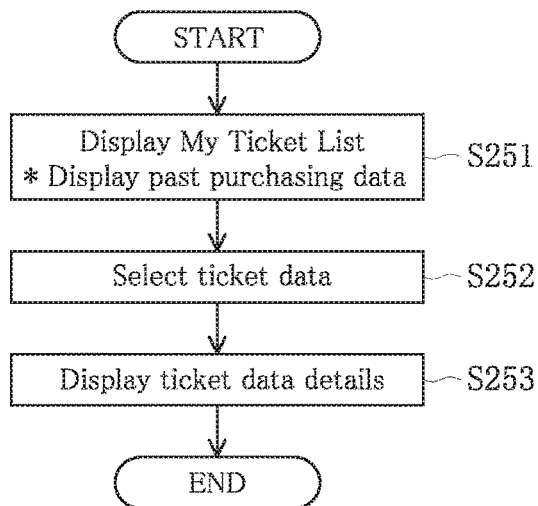 START
Display My Ticket List
* Display past purchasing data
S251
Select ticket data
S252
Display ticket data details
S253
END